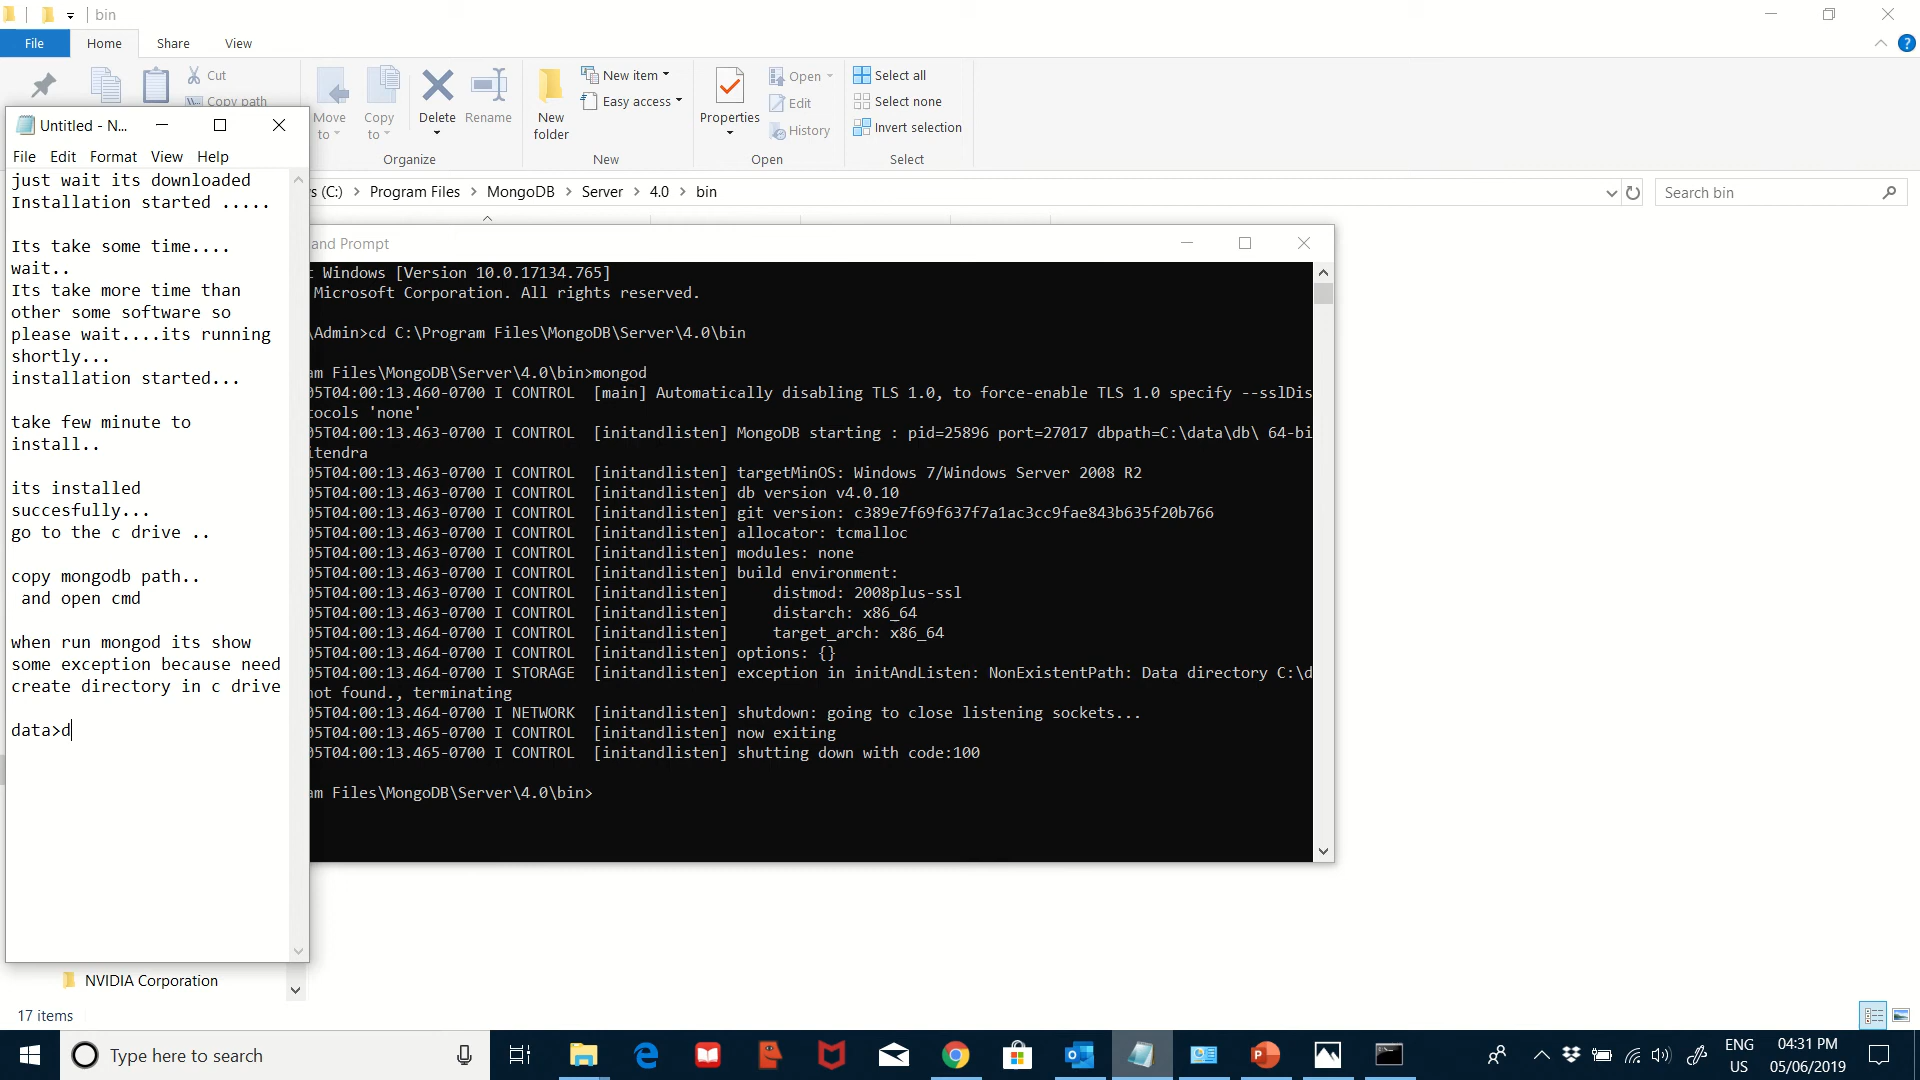 bin
File
Home
Share
View
Cut
Copy path
Move to
Copy to
Delete
Rename
New folder
New item
Easy access
Properties
Open
Edit
History
Select all
Select none
Invert selection
Organize
New
Open
Select
s (C:) > Program Files > MongoDB > Server > 4.0 > bin
Search bin
Untitled - N...
File Edit Format View Help
just wait its downloaded
Installation started .....
Its take some time....
wait..
Its take more time than
other some software so
please wait....its running
shortly...
installation started...
take few minute to
install..
its installed
succesfully...
go to the c drive ..
copy mongodb path..
and open cmd
when run mongod its show
some exception because need
create directory in c drive
data>d
and Prompt
t Windows [Version 10.0.17134.765]
Microsoft Corporation. All rights reserved.
\Admin>cd C:\Program Files\MongoDB\Server\4.0\bin
am Files\MongoDB\Server\4.0\bin>mongod
05T04:00:13.460-0700 I CONTROL [main] Automatically disabling TLS 1.0, to force-enable TLS 1.0 specify --sslDis
tocols 'none'
05T04:00:13.463-0700 I CONTROL [initandlisten] MongoDB starting : pid=25896 port=27017 dbpath=C:\data\db\ 64-bi
itendra
05T04:00:13.463-0700 I CONTROL [initandlisten] targetMinOS: Windows 7/Windows Server 2008 R2
05T04:00:13.463-0700 I CONTROL [initandlisten] db version v4.0.10
05T04:00:13.463-0700 I CONTROL [initandlisten] git version: c389e7f69f637f7a1ac3cc9fae843b635f20b766
05T04:00:13.463-0700 I CONTROL [initandlisten] allocator: tcmalloc
05T04:00:13.463-0700 I CONTROL [initandlisten] modules: none
05T04:00:13.463-0700 I CONTROL [initandlisten] build environment:
05T04:00:13.463-0700 I CONTROL [initandlisten] distmod: 2008plus-ssl
05T04:00:13.463-0700 I CONTROL [initandlisten] distarch: x86_64
05T04:00:13.464-0700 I CONTROL [initandlisten] target_arch: x86_64
05T04:00:13.464-0700 I CONTROL [initandlisten] options: {}
05T04:00:13.464-0700 I STORAGE [initandlisten] exception in initAndListen: NonExistentPath: Data directory C:\d
not found., terminating
05T04:00:13.464-0700 I NETWORK [initandlisten] shutdown: going to close listening sockets...
05T04:00:13.465-0700 I CONTROL [initandlisten] now exiting
05T04:00:13.465-0700 I CONTROL [initandlisten] shutting down with code:100
am Files\MongoDB\Server\4.0\bin>
NVIDIA Corporation
17 items
Type here to search
ENG
US
04:31 PM
05/06/2019